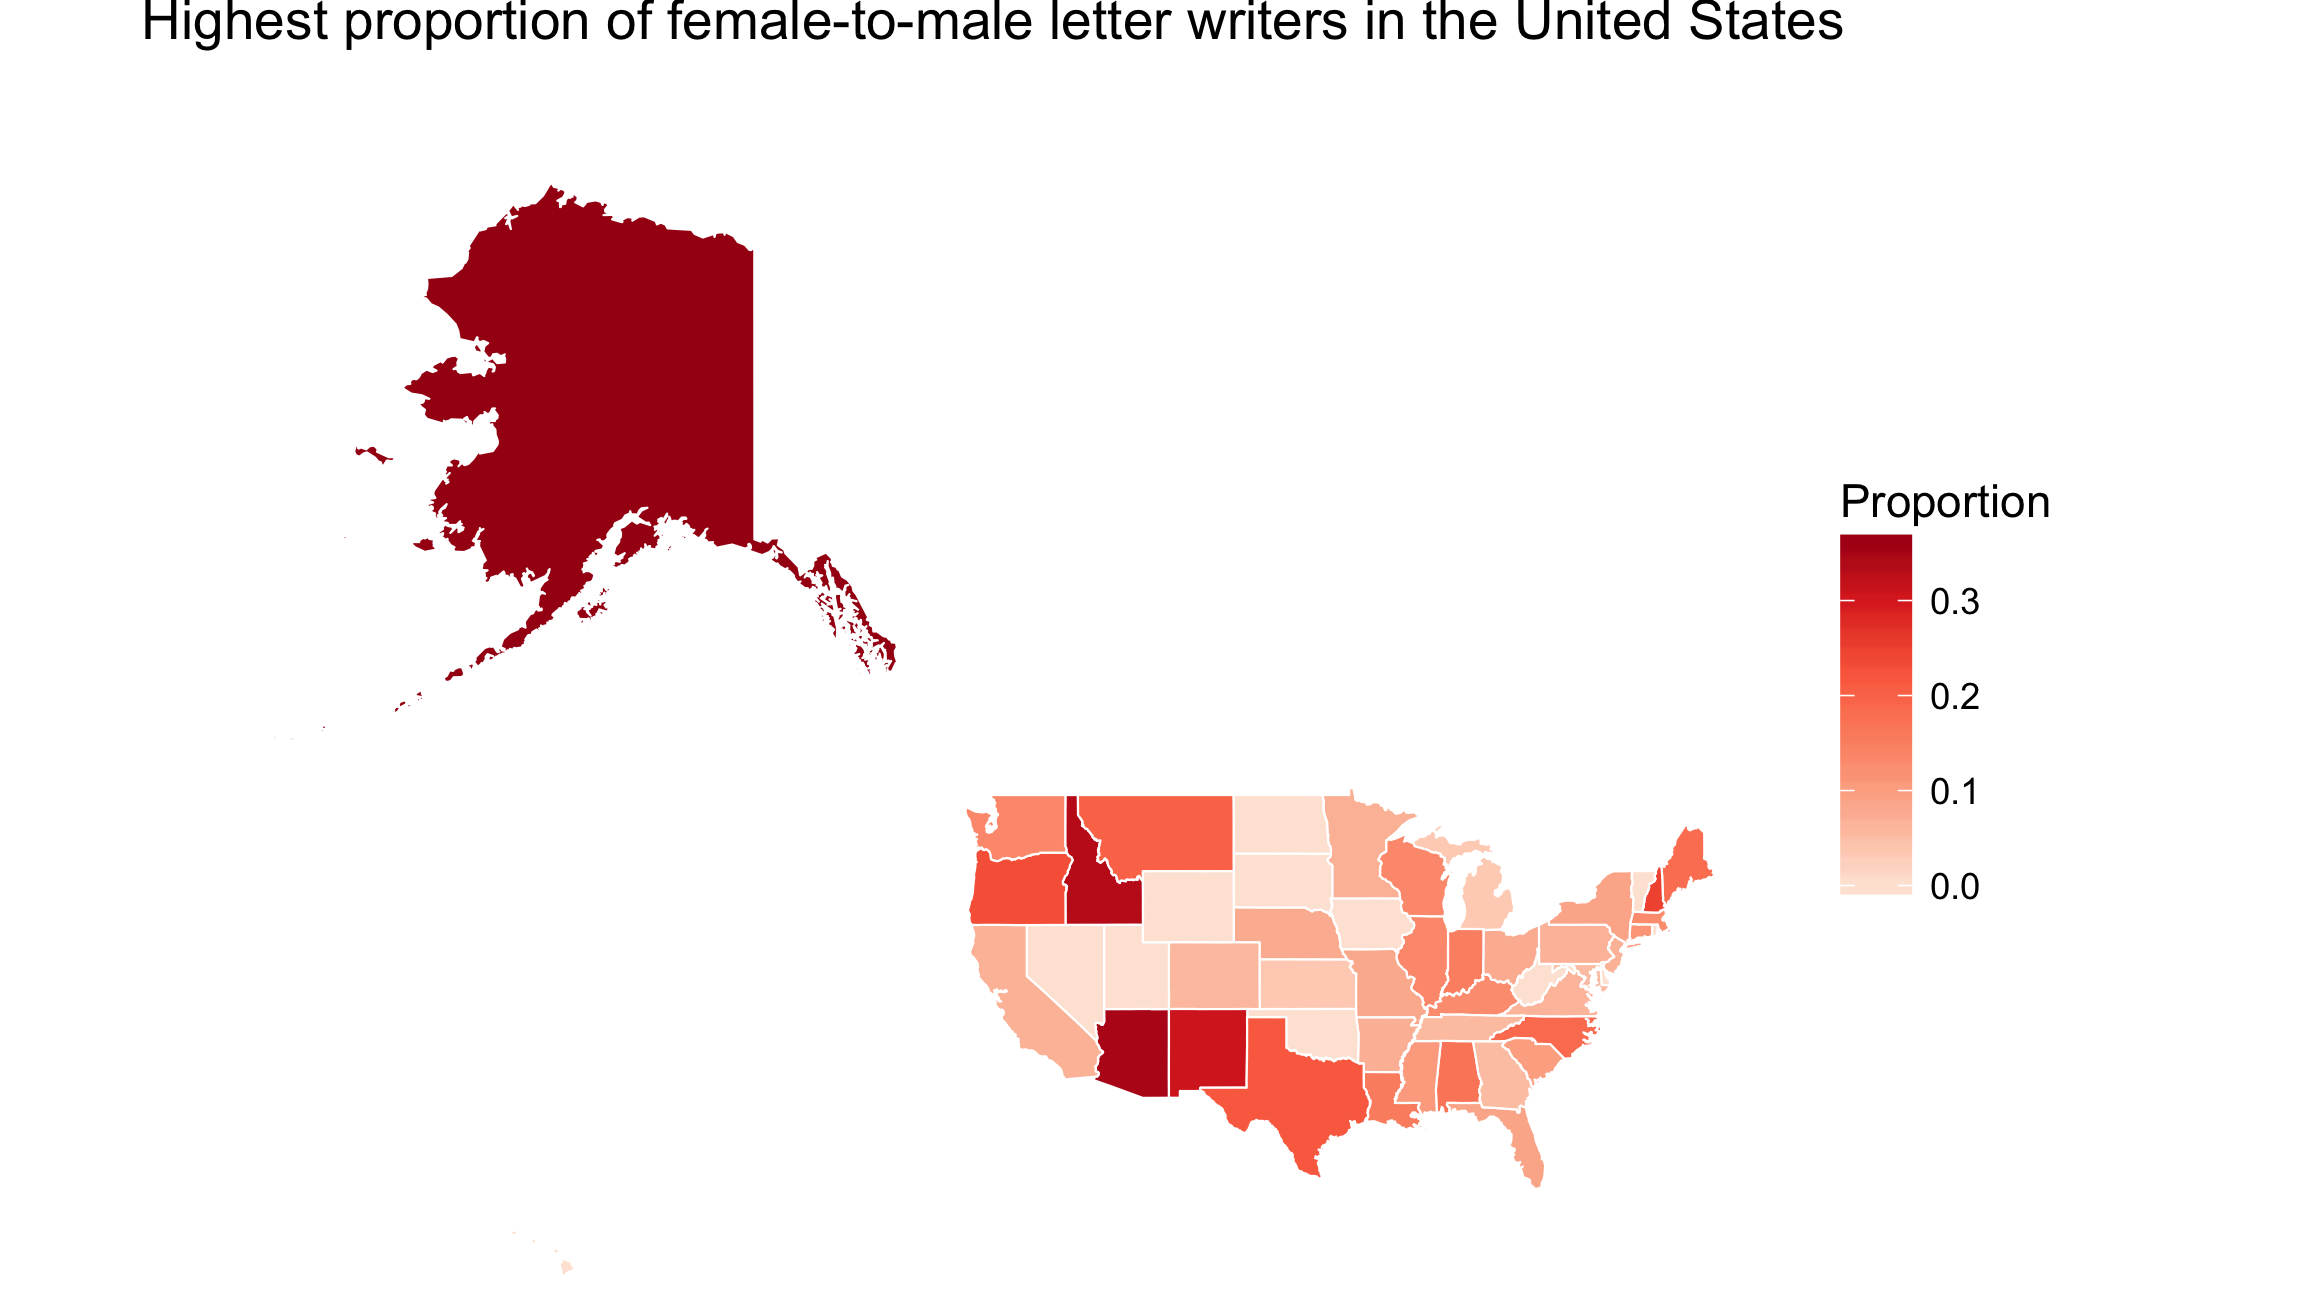 Highest proportion of female-to-male letter writers in the United States
Proportion
0.3
0.2
0.1
0.0